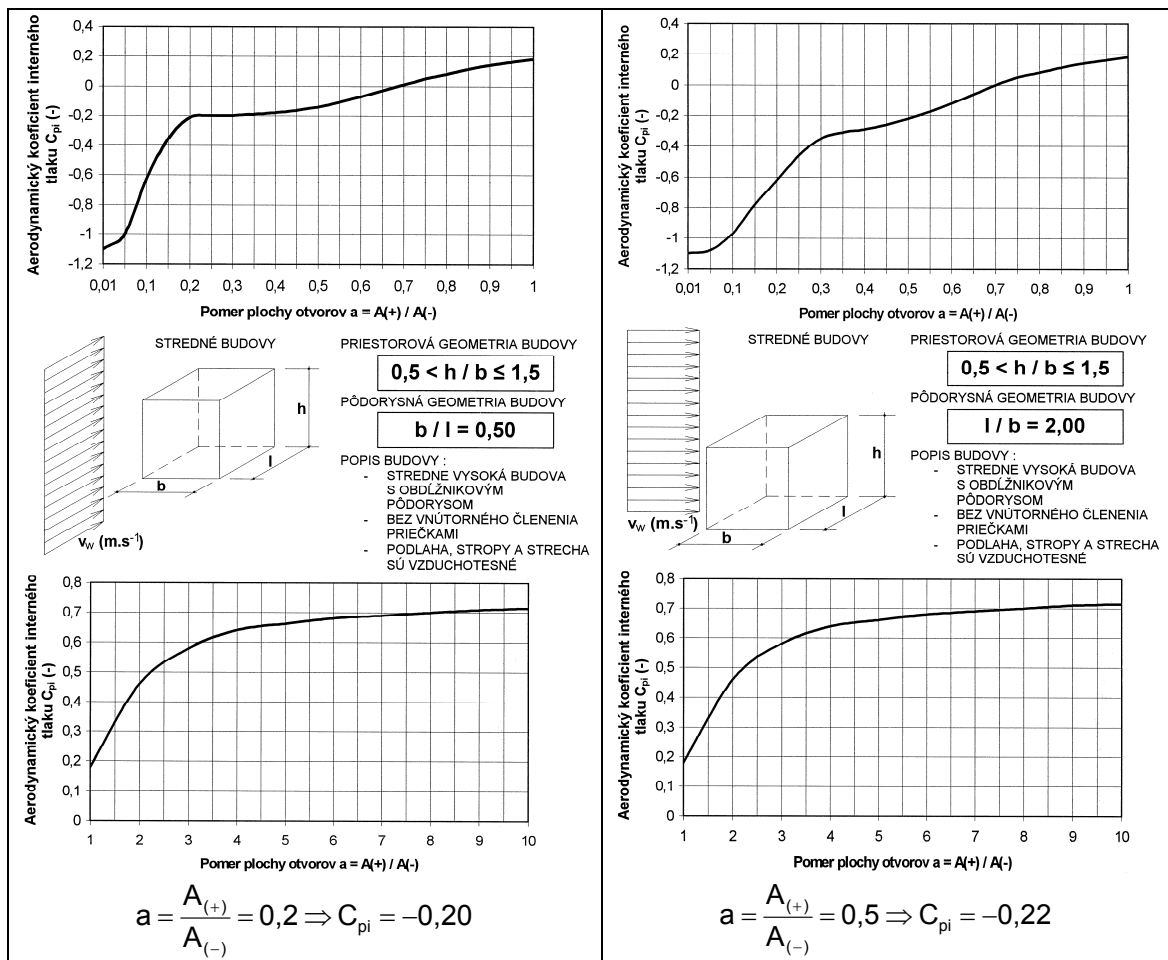 Aerodynamický koeficient interného
tlaku Cpi (-)
0,4
0,2
0
-0,2
-0,4
-0,6
-0,8
-1
-1,2
0,01 0,1 0,2 0,3 0,4 0,5 0,6 0,7 0,8 0,9 1
Pomer plochy otvorov a = A(+) / A(-)
STREDNÉ BUDOVY
h
l
b
vw (m.s-1)
PRIESTOROVÁ GEOMETRIA BUDOVY
0,5 < h / b ≤ 1,5
PÔDORYSNÁ GEOMETRIA BUDOVY
b / l = 0,50
POPIS BUDOVY :
- STREDNE VYSOKÁ BUDOVA
S OBDĹŽNIKOVÝM
PÔDORYSOM
- BEZ VNÚTORNÉHO ČLENENIA
PRIEČKAMI
- PODLAHA, STROPY A STRECHA
SÚ VZDUCHOTESNÉ
Aerodynamický koeficient interného
tlaku Cpi (-)
0,8
0,7
0,6
0,5
0,4
0,3
0,2
0,1
0
1 2 3 4 5 6 7 8 9 10
Pomer plochy otvorov a = A(+) / A(-)
a = A(+) / A(-) = 0,2 ⇒ Cpi = −0,20
Aerodynamický koeficient interného
tlaku Cpi (-)
0,4
0,2
0
-0,2
-0,4
-0,6
-0,8
-1
-1,2
0,01 0,1 0,2 0,3 0,4 0,5 0,6 0,7 0,8 0,9 1
Pomer plochy otvorov a = A(+) / A(-)
STREDNÉ BUDOVY
h
l
b
vw (m.s-1)
PRIESTOROVÁ GEOMETRIA BUDOVY
0,5 < h / b ≤ 1,5
PÔDORYSNÁ GEOMETRIA BUDOVY
l / b = 2,00
POPIS BUDOVY :
- STREDNE VYSOKÁ BUDOVA
S OBDĹŽNIKOVÝM
PÔDORYSOM
- BEZ VNÚTORNÉHO ČLENENIA
PRIEČKAMI
- PODLAHA, STROPY A STRECHA
SÚ VZDUCHOTESNÉ
Aerodynamický koeficient interného
tlaku Cpi (-)
0,8
0,7
0,6
0,5
0,4
0,3
0,2
0,1
0
1 2 3 4 5 6 7 8 9 10
Pomer plochy otvorov a = A(+) / A(-)
a = A(+) / A(-) = 0,5 ⇒ Cpi = −0,22